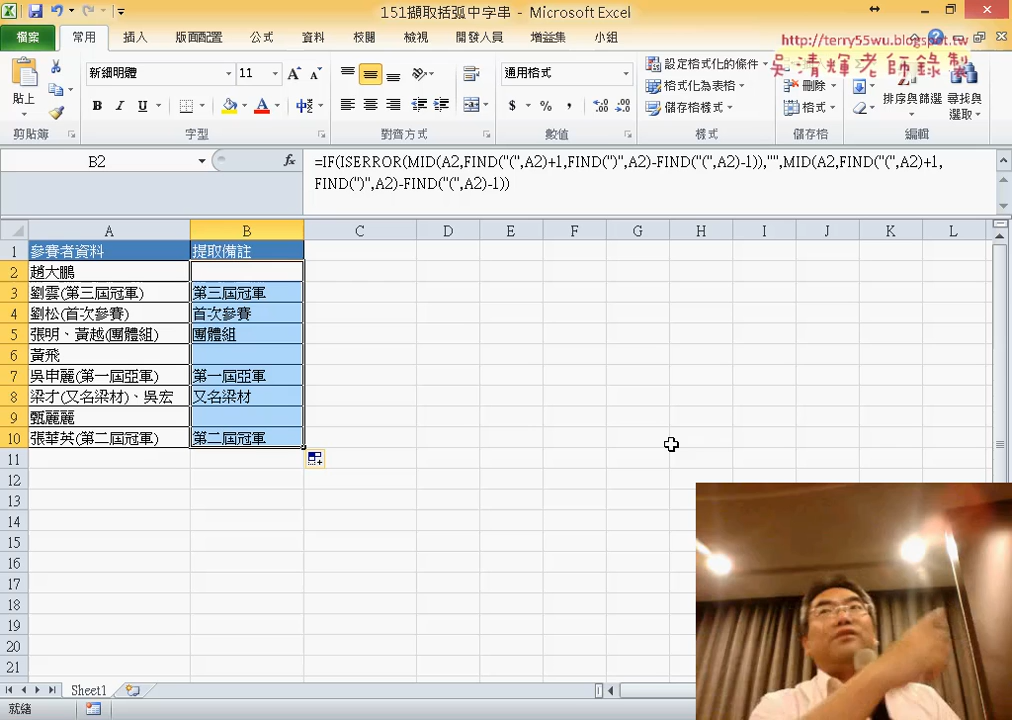 151擷取括弧中字串 - Microsoft Excel
檔案 常用 插入 版面配置 公式 資料 校閱 檢視 開發人員 增益集 小組
http://terry55wu.blogspot.tw
吳清輝老師錄製
貼上 新細明體 11 通用格式 設定格式化的條件 排序與篩選 尋找與選取
格式化為表格 刪除
儲存格樣式 格式
剪貼簿 字型 對齊方式 數值 樣式 儲存格 編輯
B2 fx =IF(ISERROR(MID(A2,FIND("(",A2)+1,FIND(")",A2)-FIND("(",A2)-1)),"",MID(A2,FIND("(",A2)+1,
FIND(")",A2)-FIND("(",A2)-1))
A B C D E F G H I J K L
1 參賽者資料 提取備註
2 趙大鵬
3 劉雲(第三屆冠軍) 第三屆冠軍
4 劉松(首次參賽) 首次參賽
5 張明、黃越(團體組) 團體組
6 黃飛
7 吳申麗(第一屆亞軍) 第一屆亞軍
8 梁才(又名梁材)、吳宏 又名梁材
9 甄麗麗
10 張華英(第二屆冠軍) 第二屆冠軍
11
12
13
14
15
16
17
18
19
20
21
Sheet1
就緒